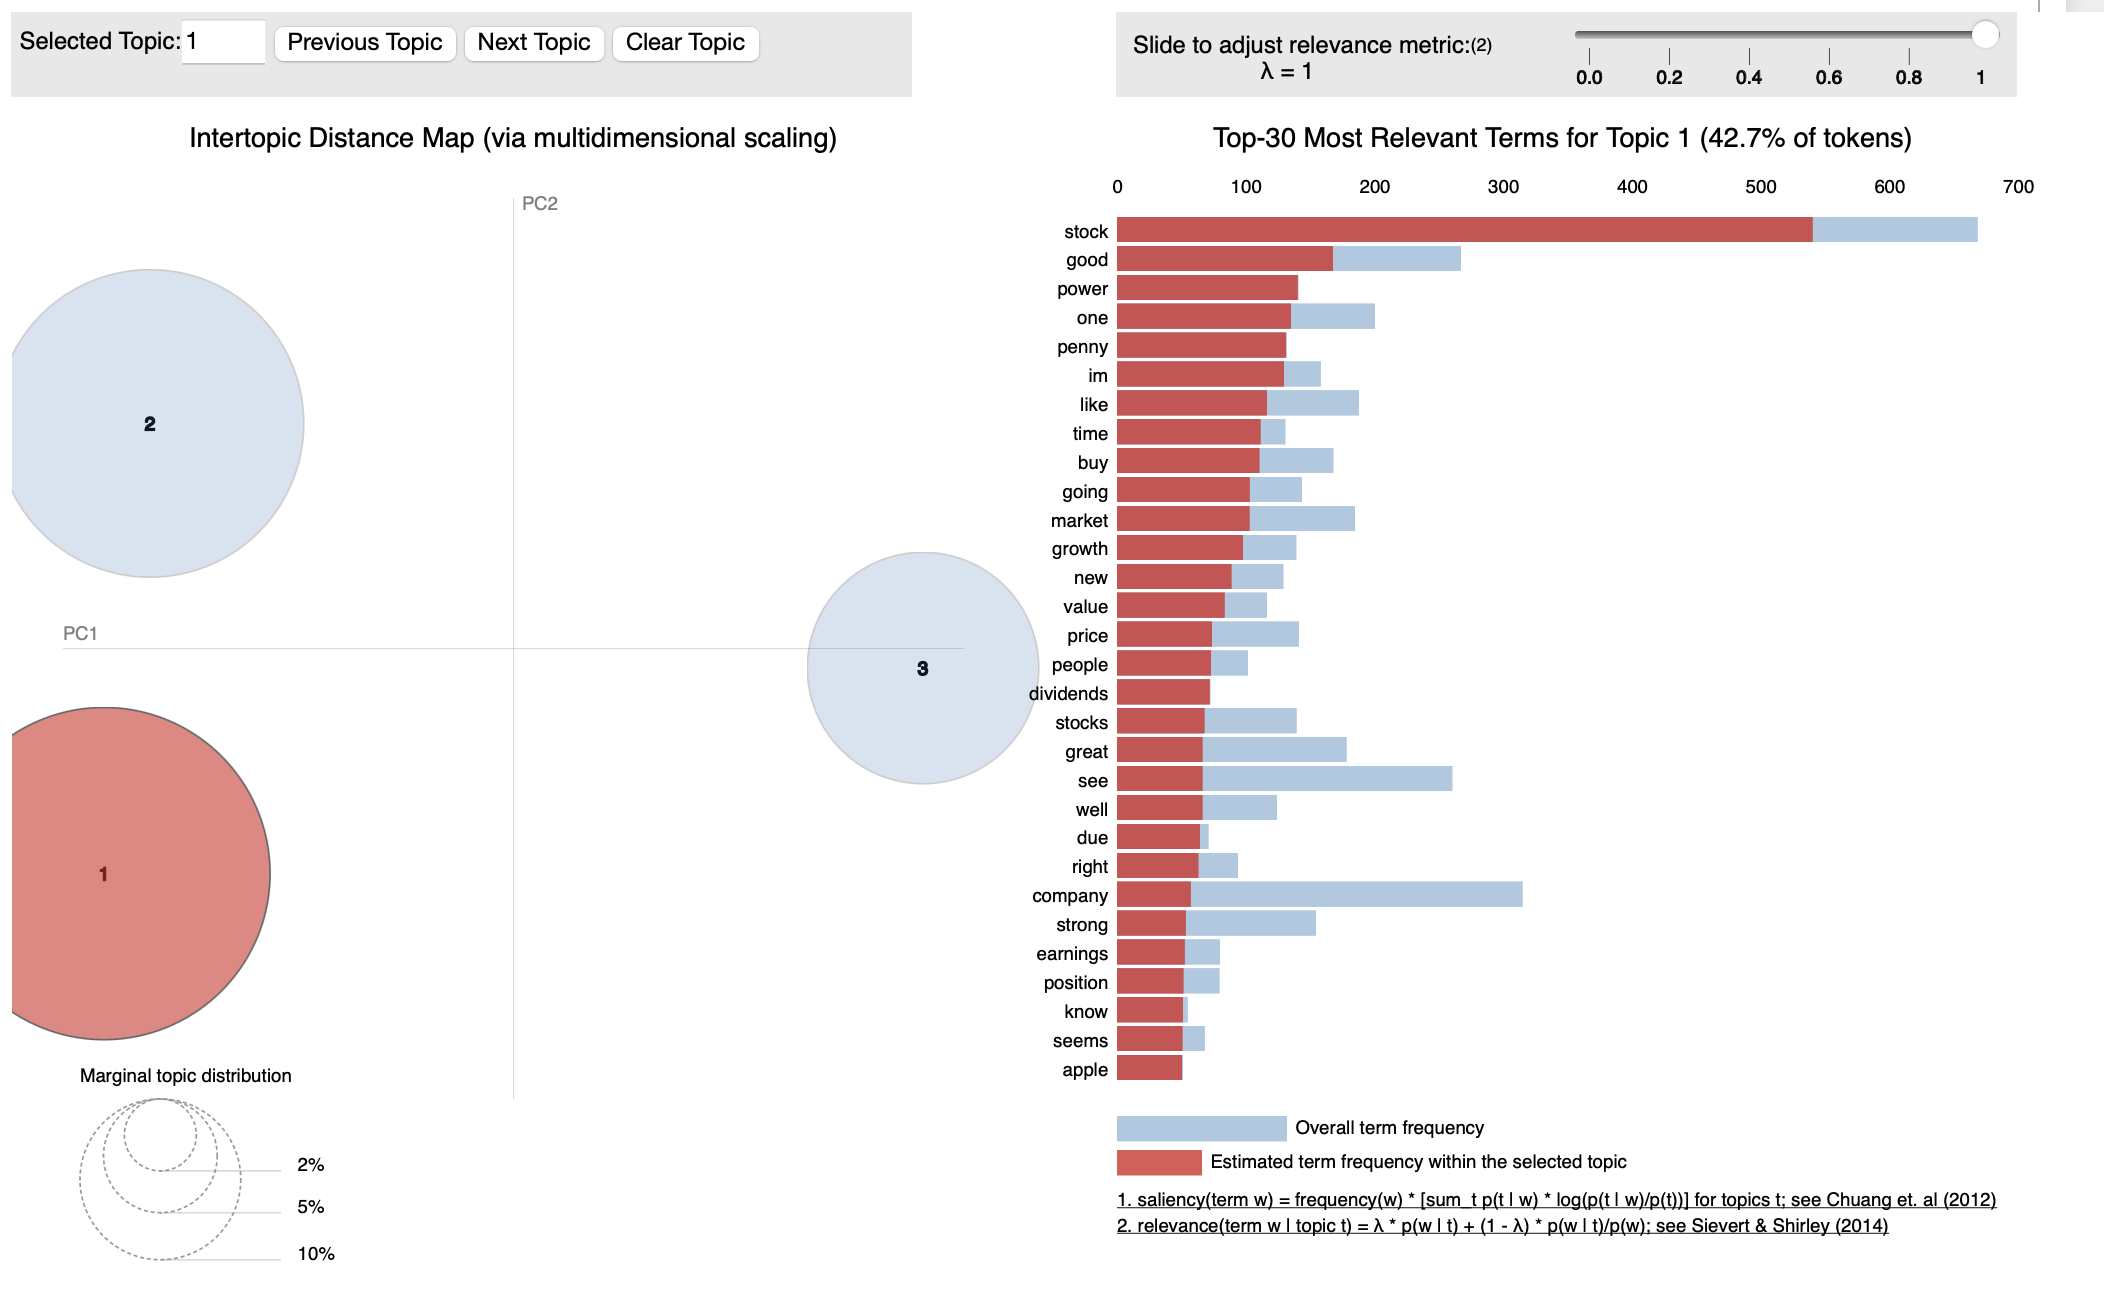 Selected Topic: 1 Previous Topic Next Topic Clear Topic
Slide to adjust relevance metric:(2)
λ = 1
0.0 0.2 0.4 0.6 0.8 1
Intertopic Distance Map (via multidimensional scaling)
PC2
2
PC1
3
1
Marginal topic distribution
2%
5%
10%
Top-30 Most Relevant Terms for Topic 1 (42.7% of tokens)
0 100 200 300 400 500 600 700
stock
good
power
one
penny
im
like
time
buy
going
market
growth
new
value
price
people
dividends
stocks
great
see
well
due
right
company
strong
earnings
position
know
seems
apple
Overall term frequency
Estimated term frequency within the selected topic
1. saliency(term w) = frequency(w) * [sum_t p(t | w) * log(p(t | w)/p(t))] for topics t; see Chuang et. al (2012)
2. relevance(term w | topic t) = λ * p(w | t) + (1 - λ) * p(w | t)/p(w); see Sievert & Shirley (2014)